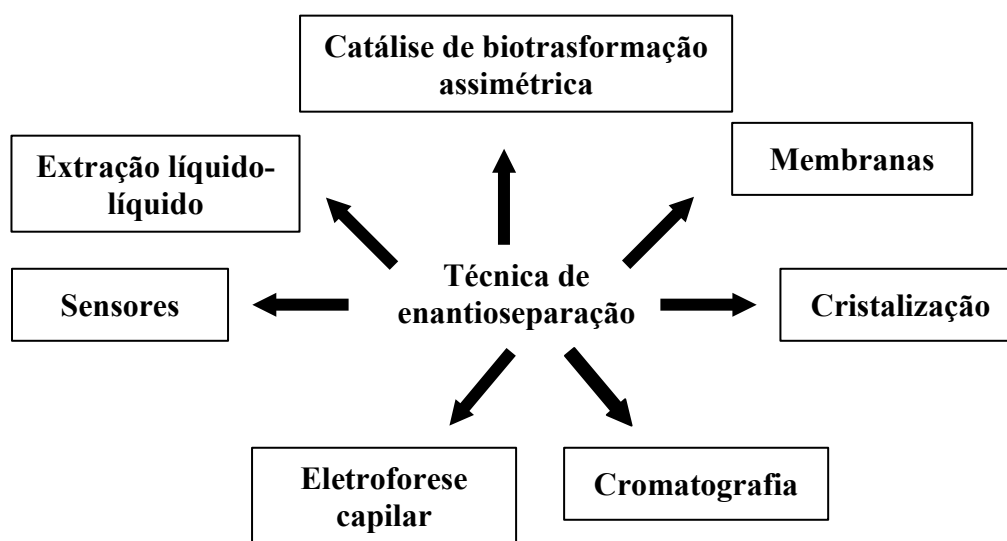 Catálise de biotrasformação
assimétrica
Extração líquido-
líquido
Membranas
Técnica de
enantioseparação
Sensores
Cristalização
Eletroforese
capilar
Cromatografia